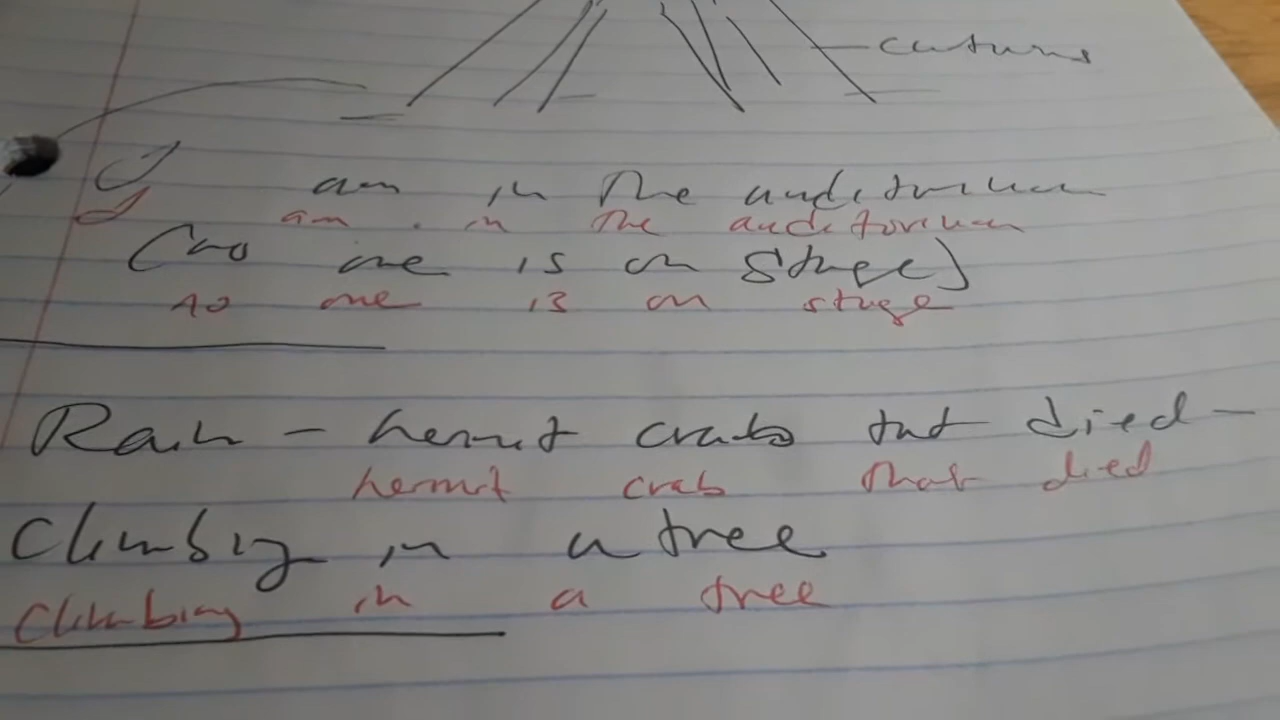 curtains
I am in the auditorium
I am in the auditorium
(no one is on stage)
no one is on stage
Rain - hermit crabs that died -
hermit crab that died
Climbing in a tree
Climbing in a tree